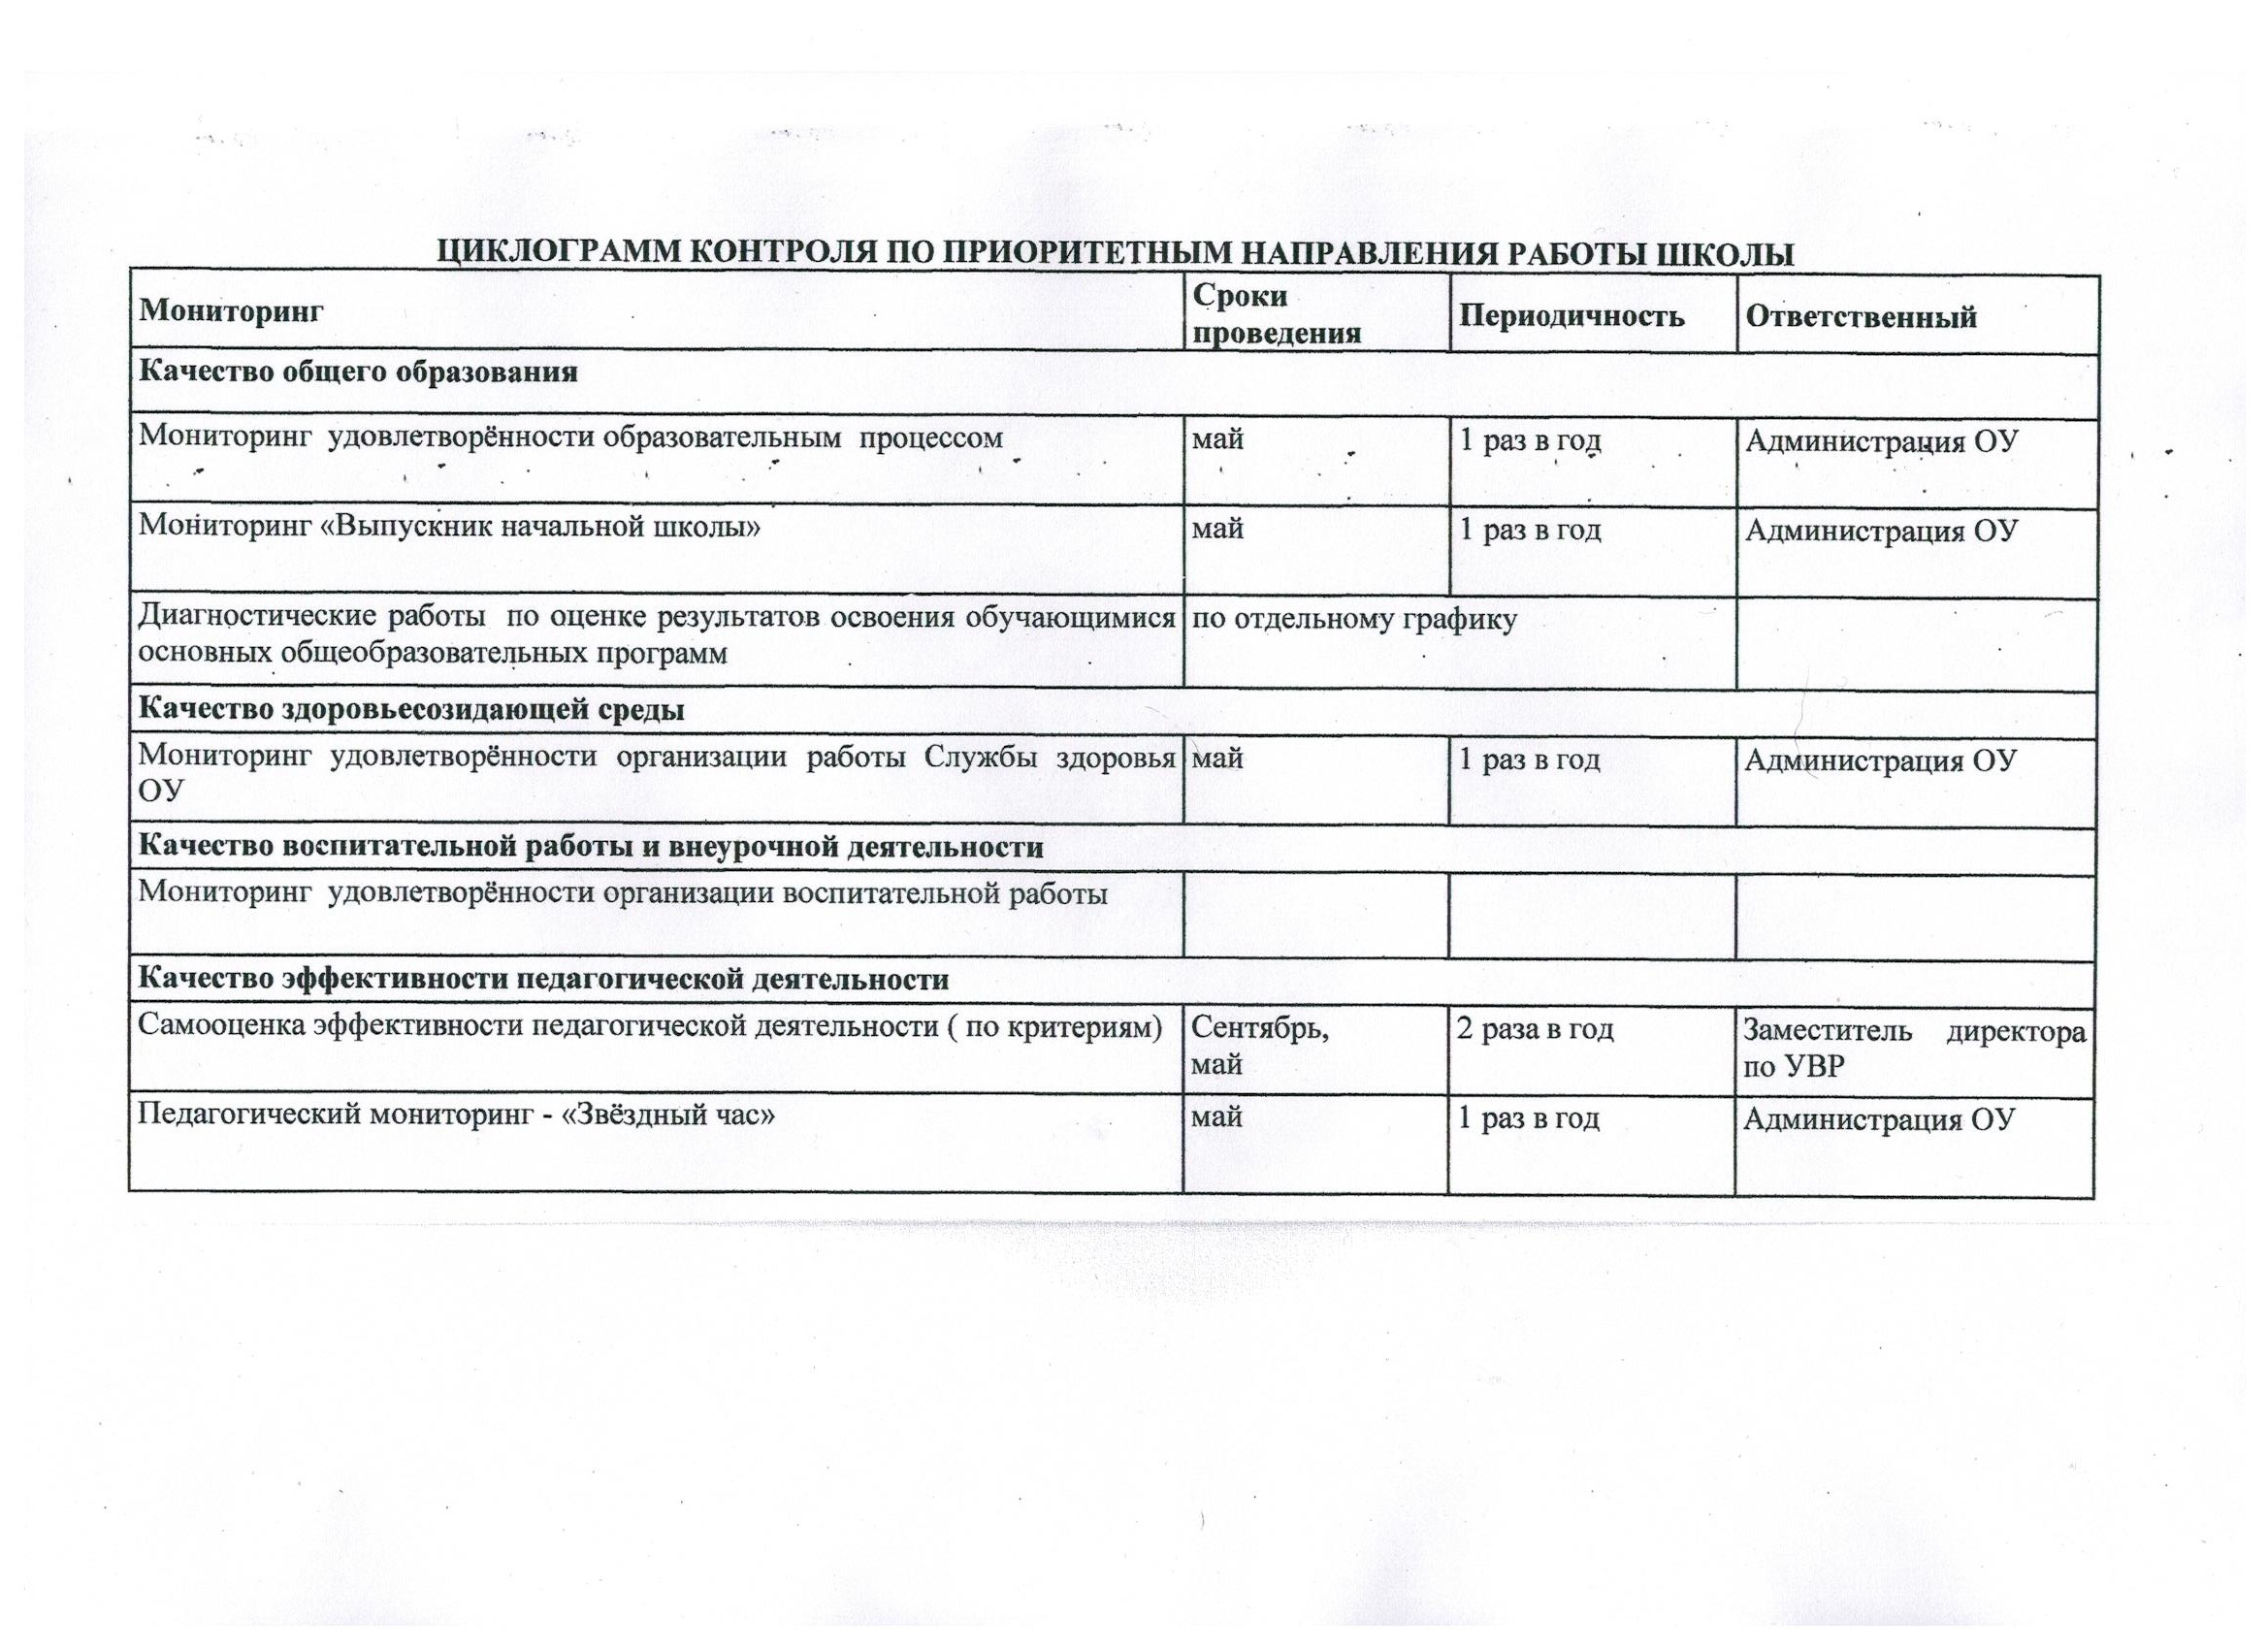 ЦИКЛОГРАММ КОНТРОЛЯ ПО ПРИОРИТЕТНЫМ НАПРАВЛЕНИЯ РАБОТЫ ШКОЛЫ
Мониторинг
Сроки
проведения
Периодичность
Ответственный
Качество общего образования
Мониторинг удовлетворённости образовательным процессом
май
1 раз в год
Администрация ОУ
Мониторинг «Выпускник начальной школы»
май
1 раз в год
Администрация ОУ
Диагностические работы по оценке результатов освоения обучающимися
основных общеобразовательных программ
по отдельному графику
Качество здоровьесозидающей среды
Мониторинг удовлетворённости организации работы Службы здоровья
ОУ
май
1 раз в год
Администрация ОУ
Качество воспитательной работы и внеурочной деятельности
Мониторинг удовлетворённости организации воспитательной работы
Качество эффективности педагогической деятельности
Самооценка эффективности педагогической деятельности ( по критериям)
Сентябрь,
май
2 раза в год
Заместитель директора
по УВР
Педагогический мониторинг - «Звёздный час»
май
1 раз в год
Администрация ОУ